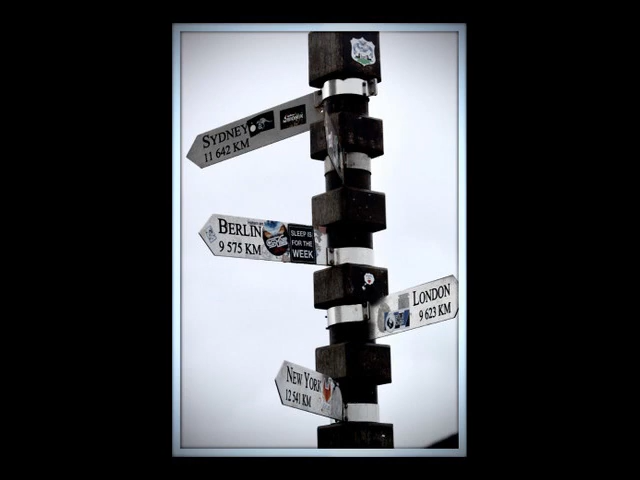 SYDNEY
11 642 KM
BERLIN
9 575 KM
SLEEP IS
FOR THE
WEEK
LONDON
9 623 KM
NEW YORK
12 541 KM